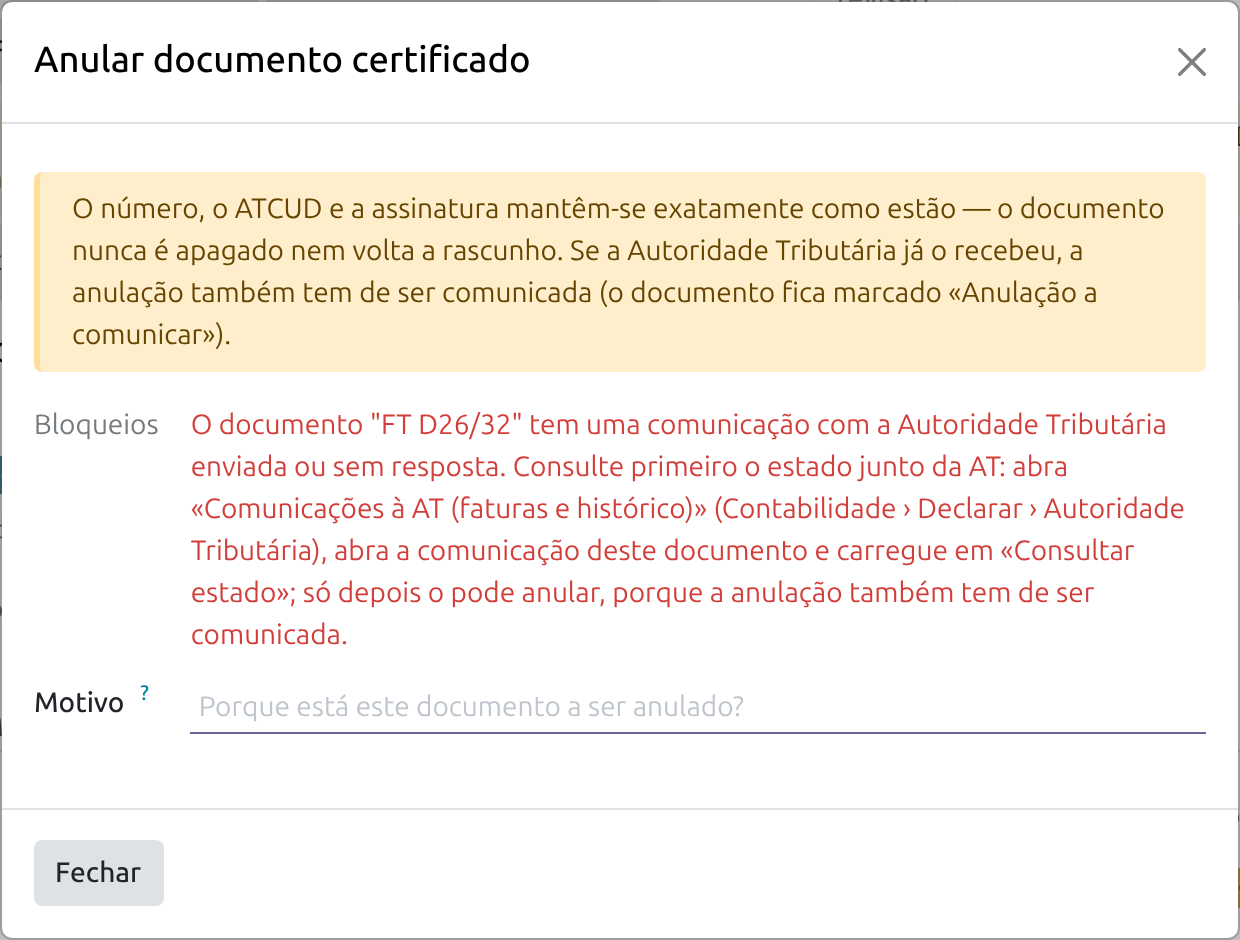 Anular documento certificado
O número, o ATCUD e a assinatura mantêm-se exatamente como estão — o documento
nunca é apagado nem volta a rascunho. Se a Autoridade Tributária já o recebeu, a
anulação também tem de ser comunicada (o documento fica marcado «Anulação a
comunicar»).
Bloqueios
O documento "FT D26/32" tem uma comunicação com a Autoridade Tributária
enviada ou sem resposta. Consulte primeiro o estado junto da AT: abra
«Comunicações à AT (faturas e histórico)» (Contabilidade › Declarar › Autoridade
Tributária), abra a comunicação deste documento e carregue em «Consultar
estado»; só depois o pode anular, porque a anulação também tem de ser
comunicada.
Motivo ?
Porque está este documento a ser anulado?
Fechar